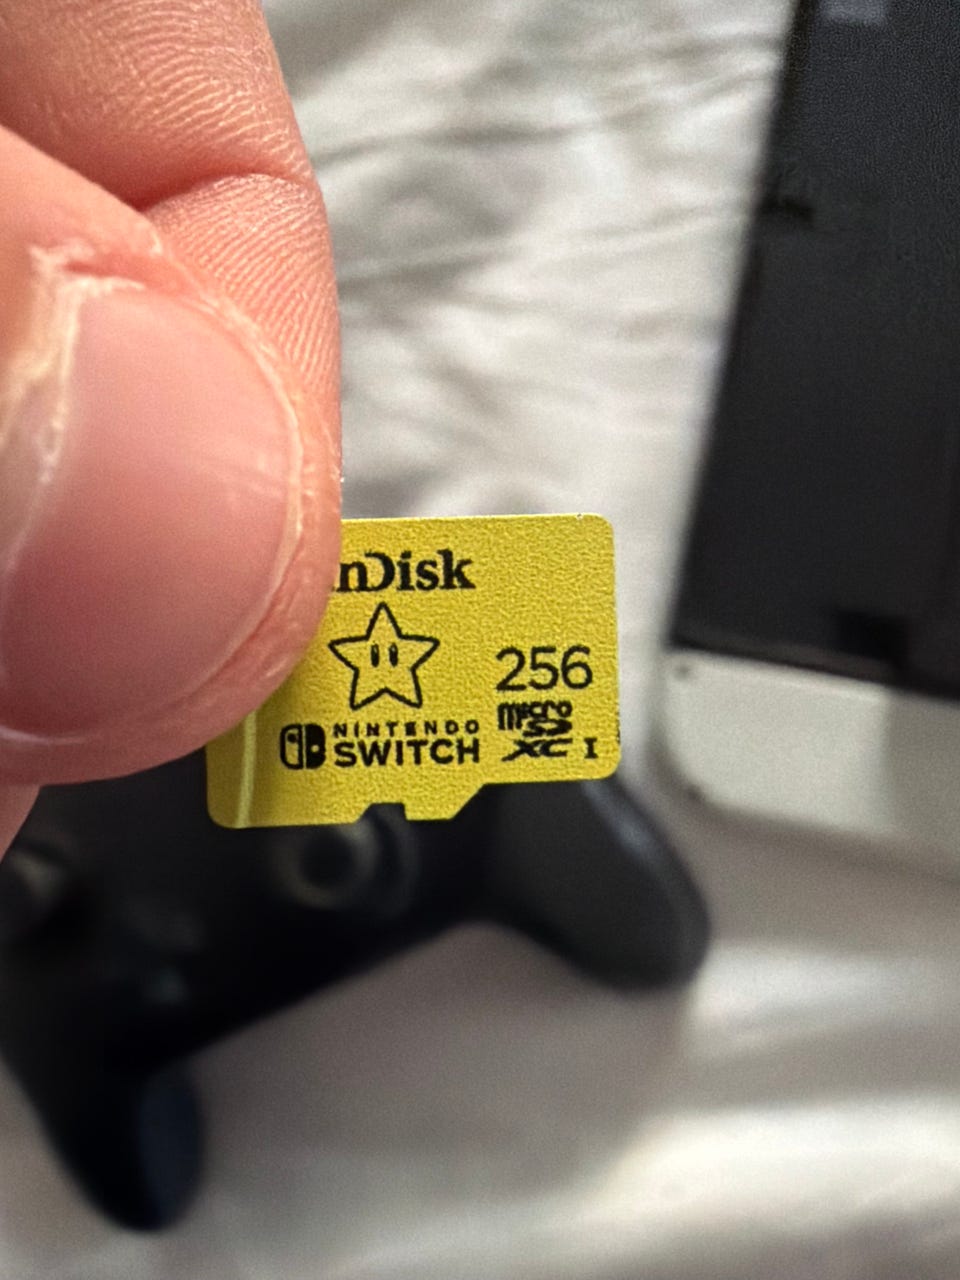 nDisk
256
micro
SD
XC I
NINTENDO
SWITCH